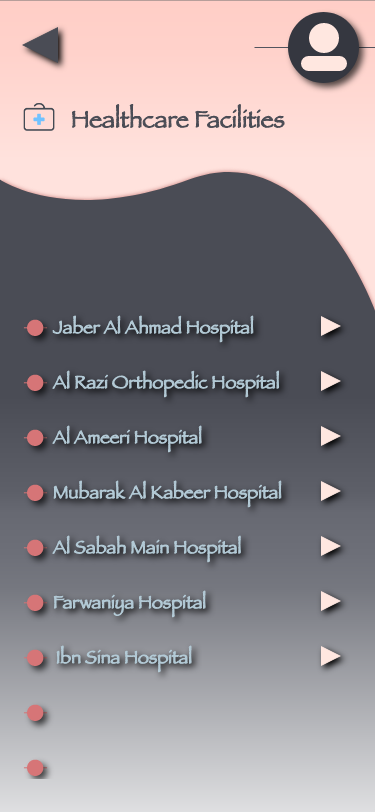 Healthcare Facilities
Jaber Al Ahmad Hospital
Al Razi Orthopedic Hospital
Al Ameeri Hospital
Mubarak Al Kabeer Hospital
Al Sabah Main Hospital
Farwaniya Hospital
Ibn Sina Hospital